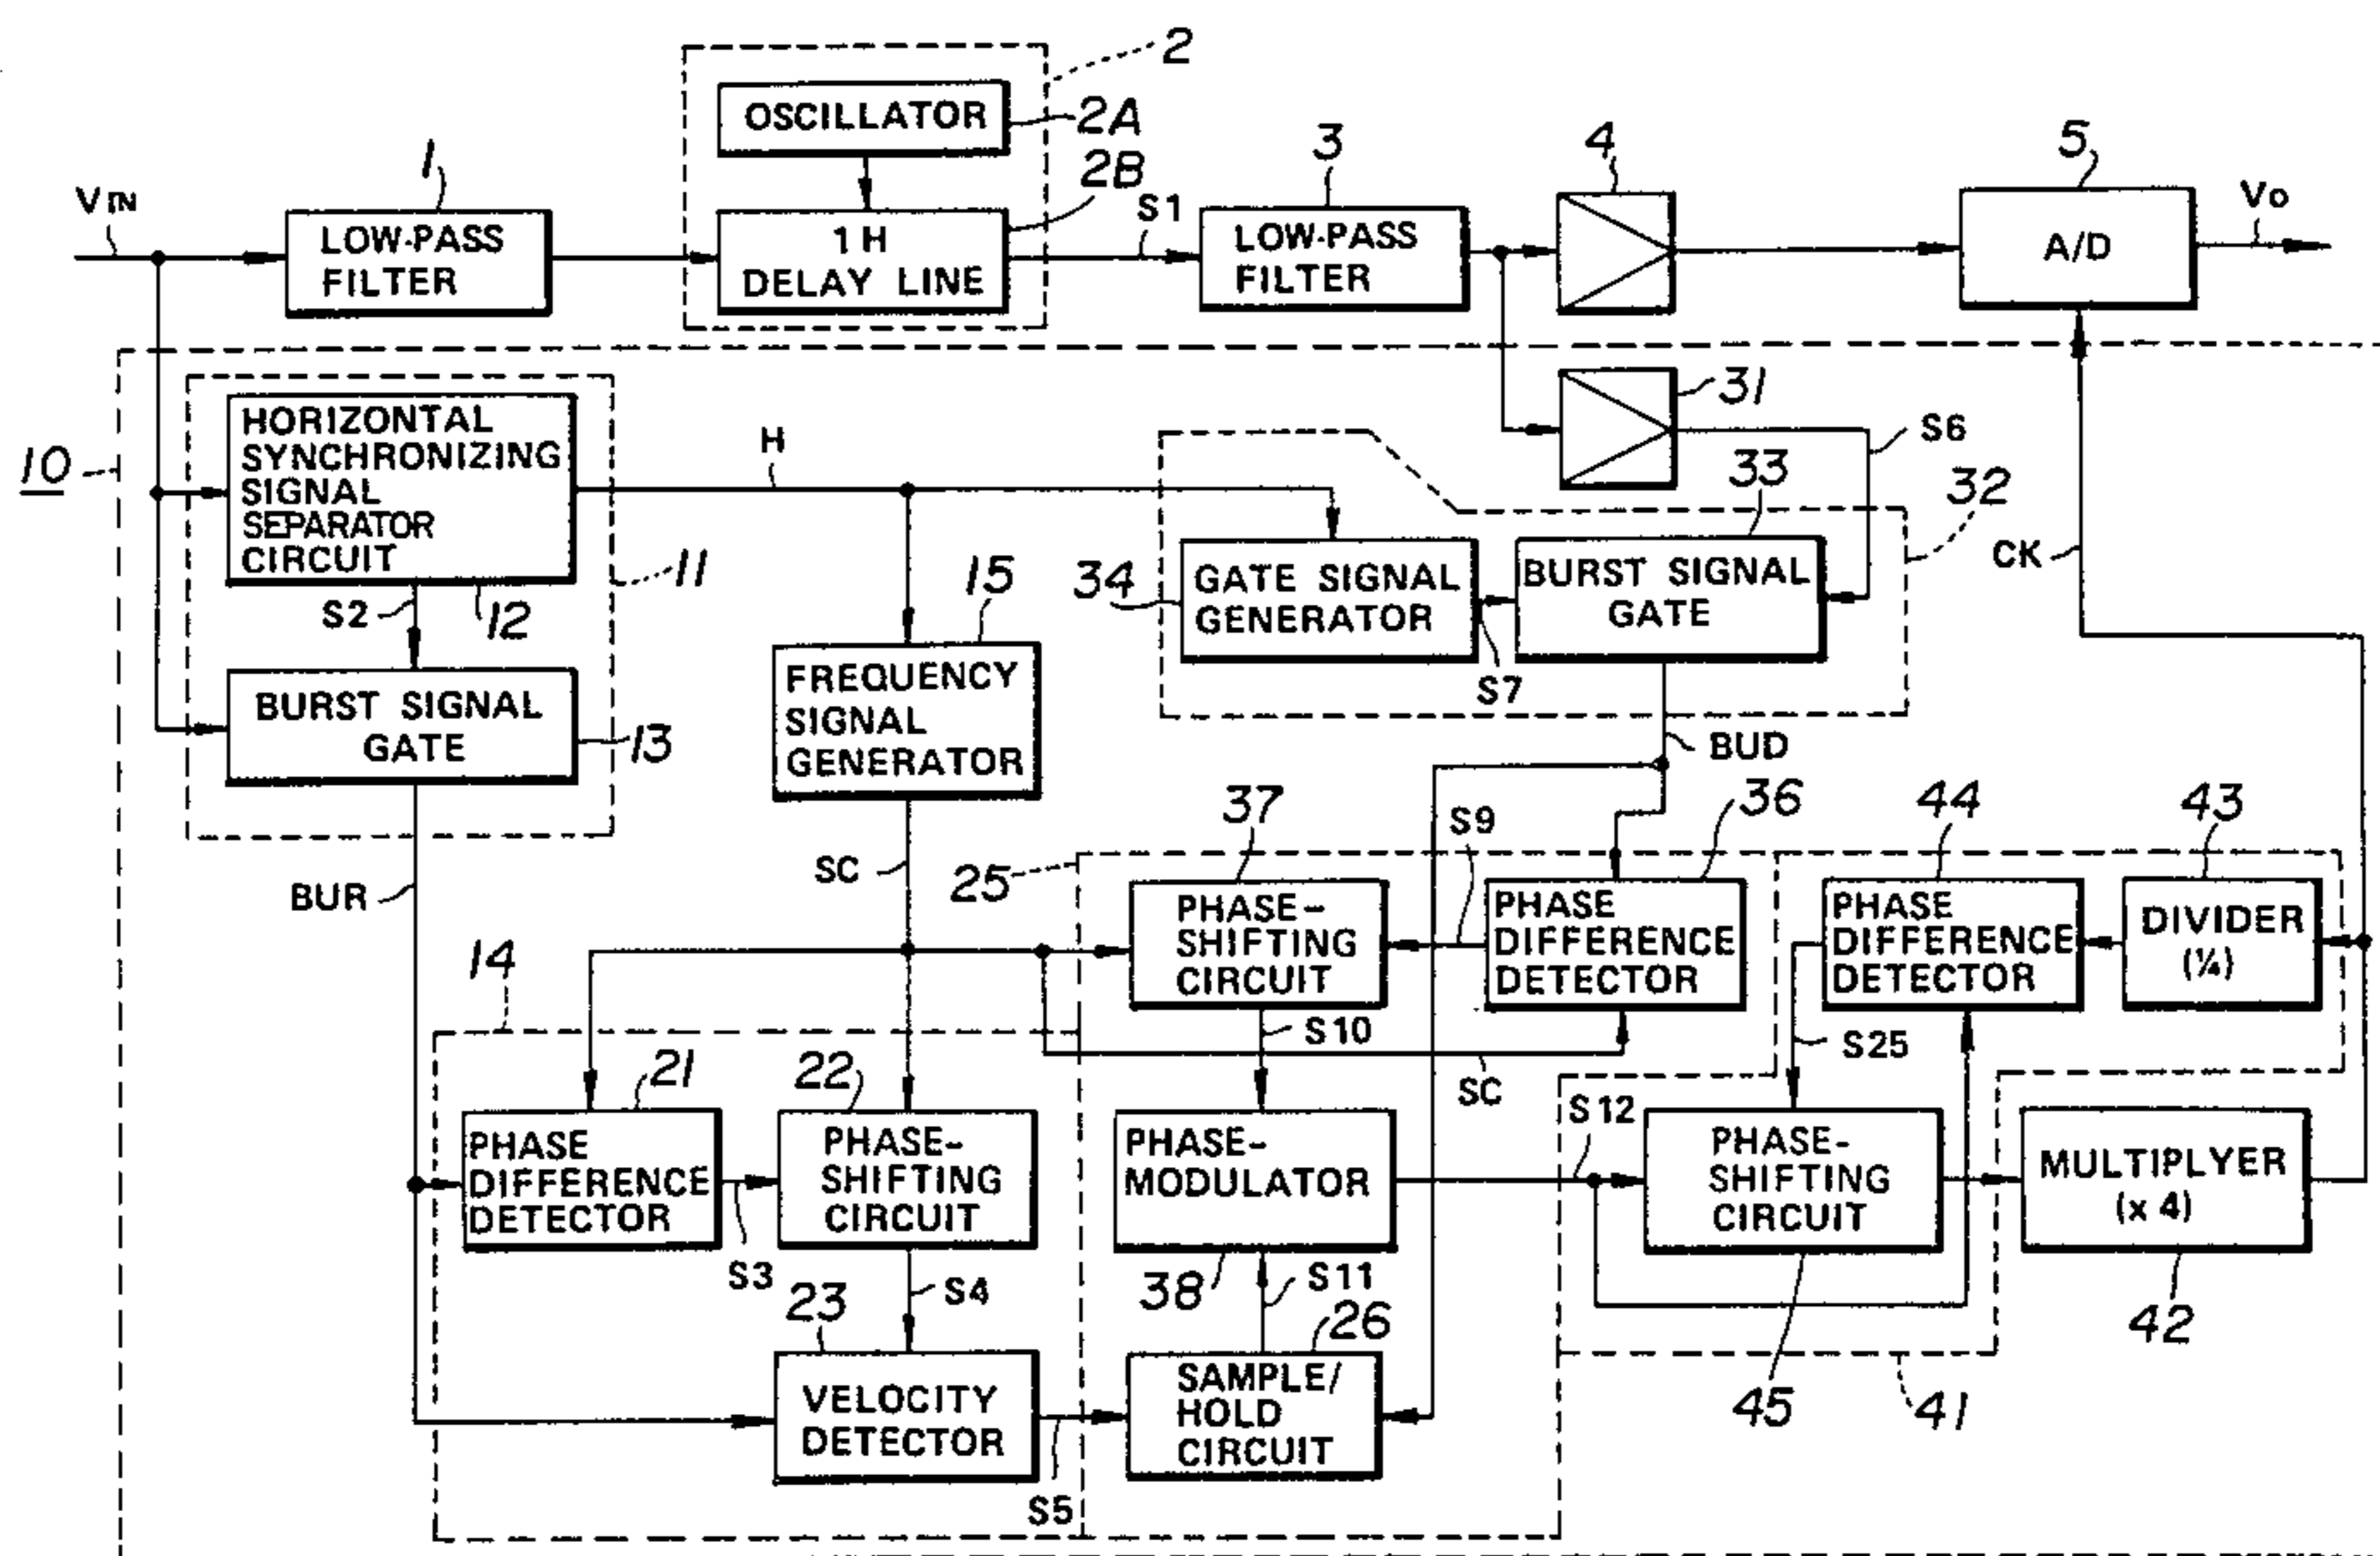 2
OSCILLATOR
2A
2B
1
VIN
LOW-PASS
FILTER
1H
DELAY LINE
S1
3
LOW-PASS
FILTER
4
5
A/D
Vo
10
HORIZONTAL
SYNCHRONIZING
SIGNAL
SEPARATOR
CIRCUIT
11
S2
12
BURST SIGNAL
GATE
13
H
15
FREQUENCY
SIGNAL
GENERATOR
31
S6
32
33
34
GATE SIGNAL
GENERATOR
BURST SIGNAL
GATE
S7
CK
BUD
BUR
SC
25
37
PHASE-
SHIFTING
CIRCUIT
S9
36
PHASE
DIFFERENCE
DETECTOR
44
PHASE
DIFFERENCE
DETECTOR
43
DIVIDER
(¼)
14
S10
SC
S25
21
PHASE
DIFFERENCE
DETECTOR
S3
22
PHASE-
SHIFTING
CIRCUIT
S4
PHASE-
MODULATOR
38
S11
S12
PHASE-
SHIFTING
CIRCUIT
45
MULTIPLYER
(x 4)
42
41
23
VELOCITY
DETECTOR
S5
26
SAMPLE/
HOLD
CIRCUIT